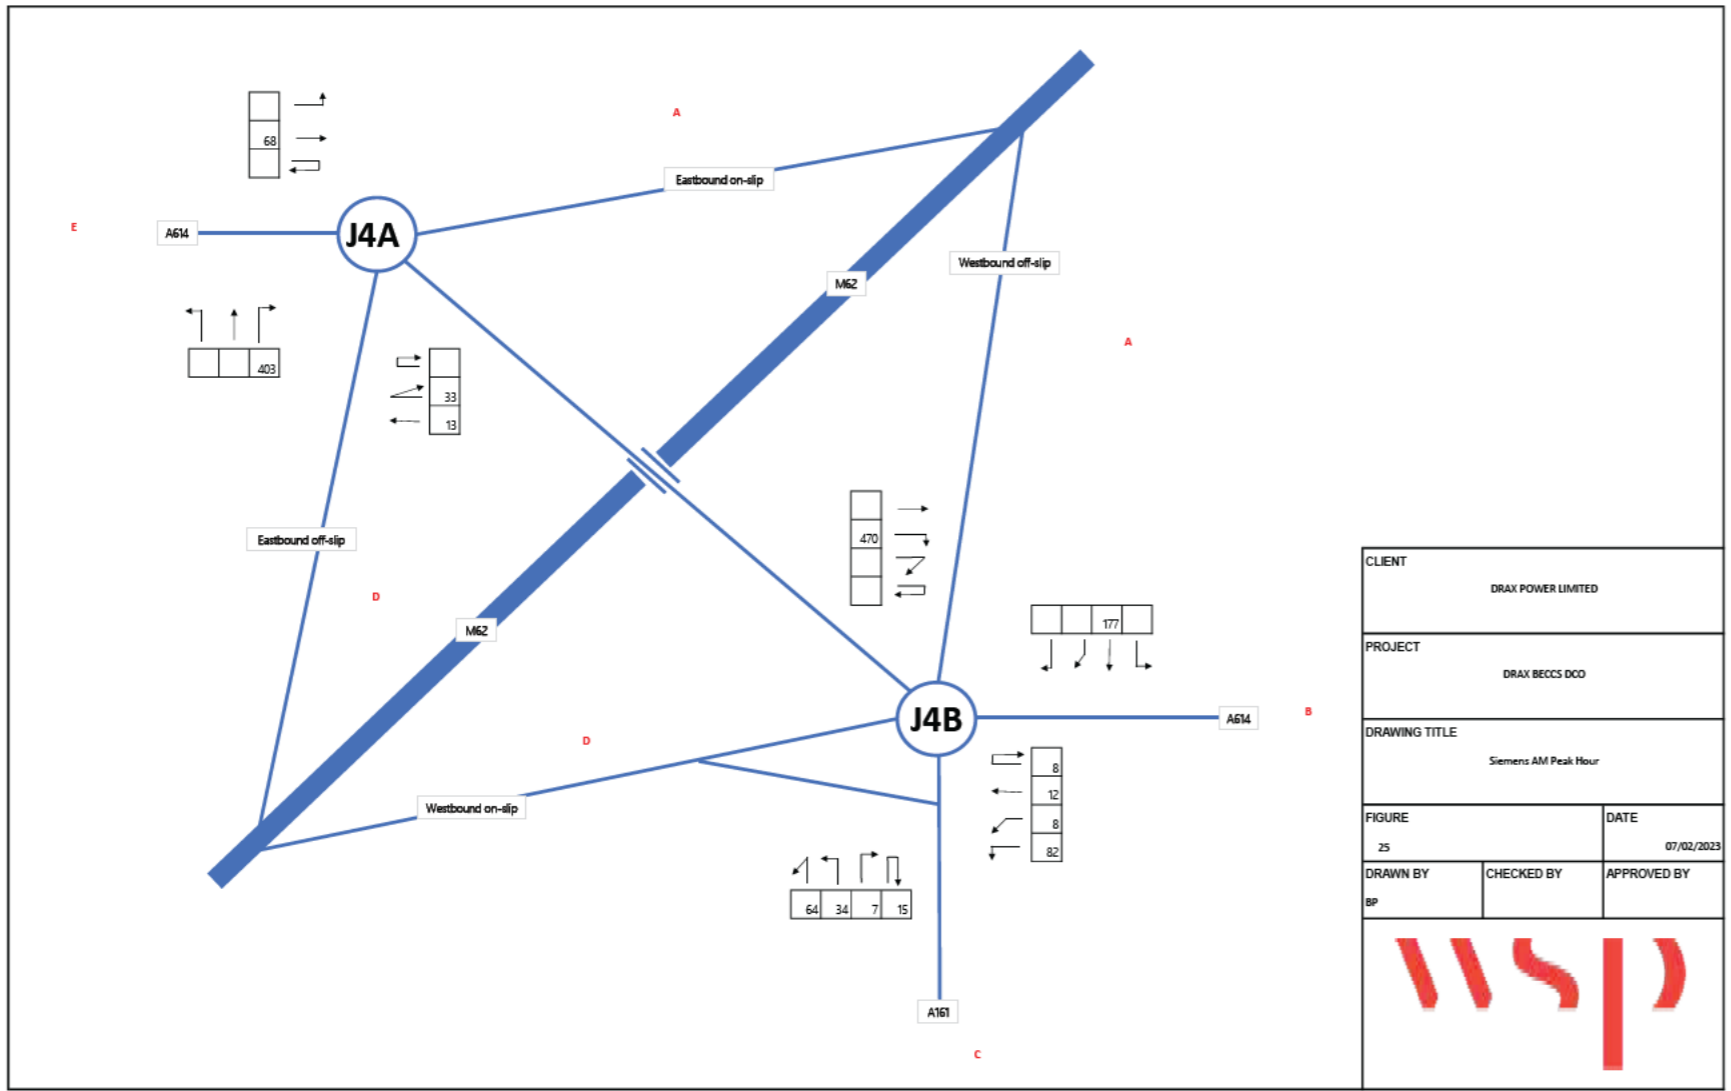 A
68
Eastbound on-slip
E
A614
J4A
Westbound off-slip
M62
A
403
33
13
470
Eastbound off-slip
D
M62
177
J4B
A614
B
D
Westbound on-slip
8
12
8
82
64 34 7 15
A161
C
CLIENT
DRAX POWER LIMITED
PROJECT
DRAX BECCS DCO
DRAWING TITLE
Siemens AM Peak Hour
FIGURE
25
DATE
07/02/2023
DRAWN BY
BP
CHECKED BY
APPROVED BY
wsp